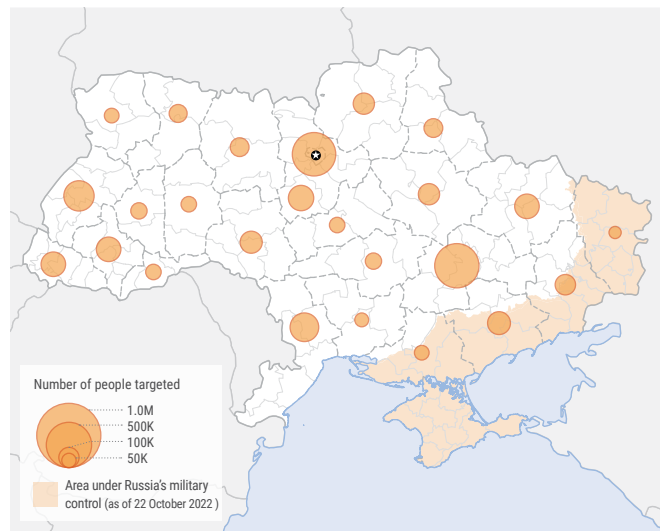 Number of people targeted
1.0M
500K
100K
50K
Area under Russia's military
control (as of 22 October 2022 )